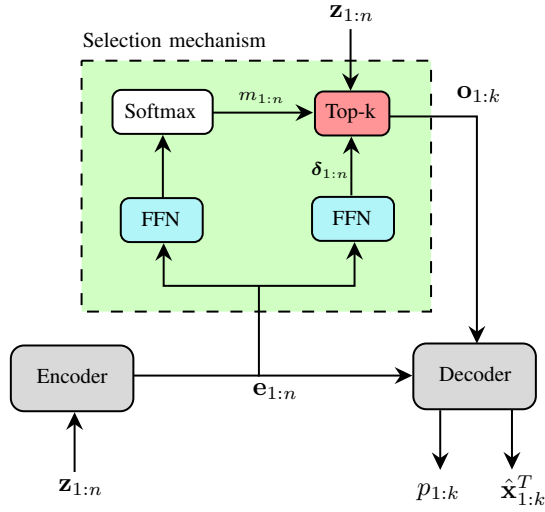 z₁:ₙ
Selection mechanism
Softmax
m₁:ₙ
Top-k
o₁:ₖ
δ₁:ₙ
FFN
FFN
Encoder
Decoder
e₁:ₙ
z₁:ₙ
p₁:ₖ
x̂ᵀ₁:ₖ